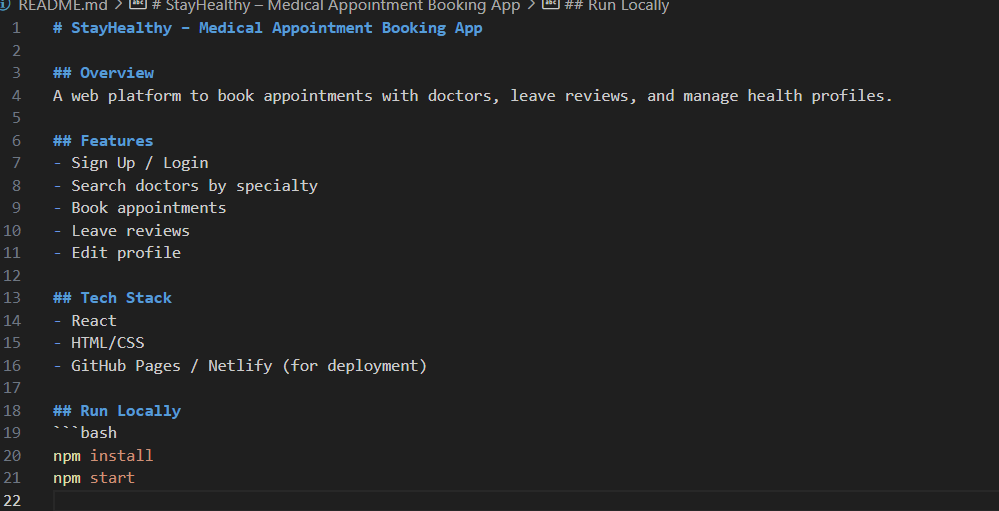 README.md > # StayHealthy – Medical Appointment Booking App > ## Run Locally
1 # StayHealthy – Medical Appointment Booking App
2
3 ## Overview
4 A web platform to book appointments with doctors, leave reviews, and manage health profiles.
5
6 ## Features
7 - Sign Up / Login
8 - Search doctors by specialty
9 - Book appointments
10 - Leave reviews
11 - Edit profile
12
13 ## Tech Stack
14 - React
15 - HTML/CSS
16 - GitHub Pages / Netlify (for deployment)
17
18 ## Run Locally
19 ```bash
20 npm install
21 npm start
22